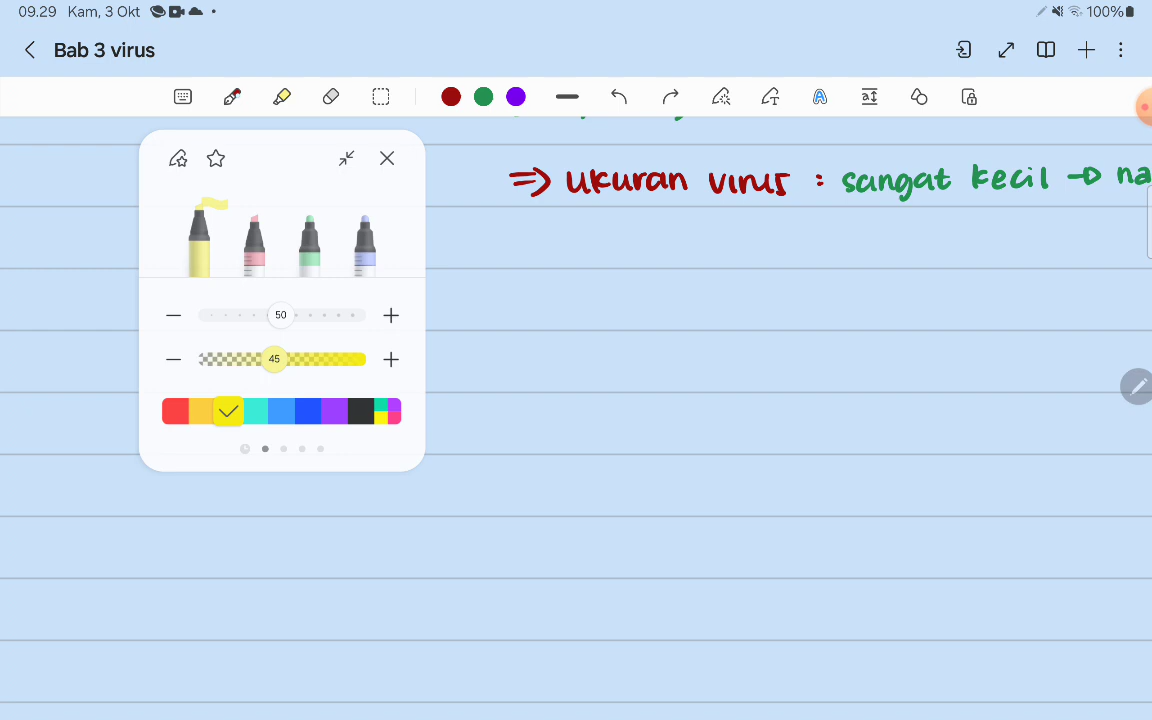 09.29 Kam, 3 Okt
100%
Bab 3 virus
=> ukuran virus : sangat kecil → na
50
45